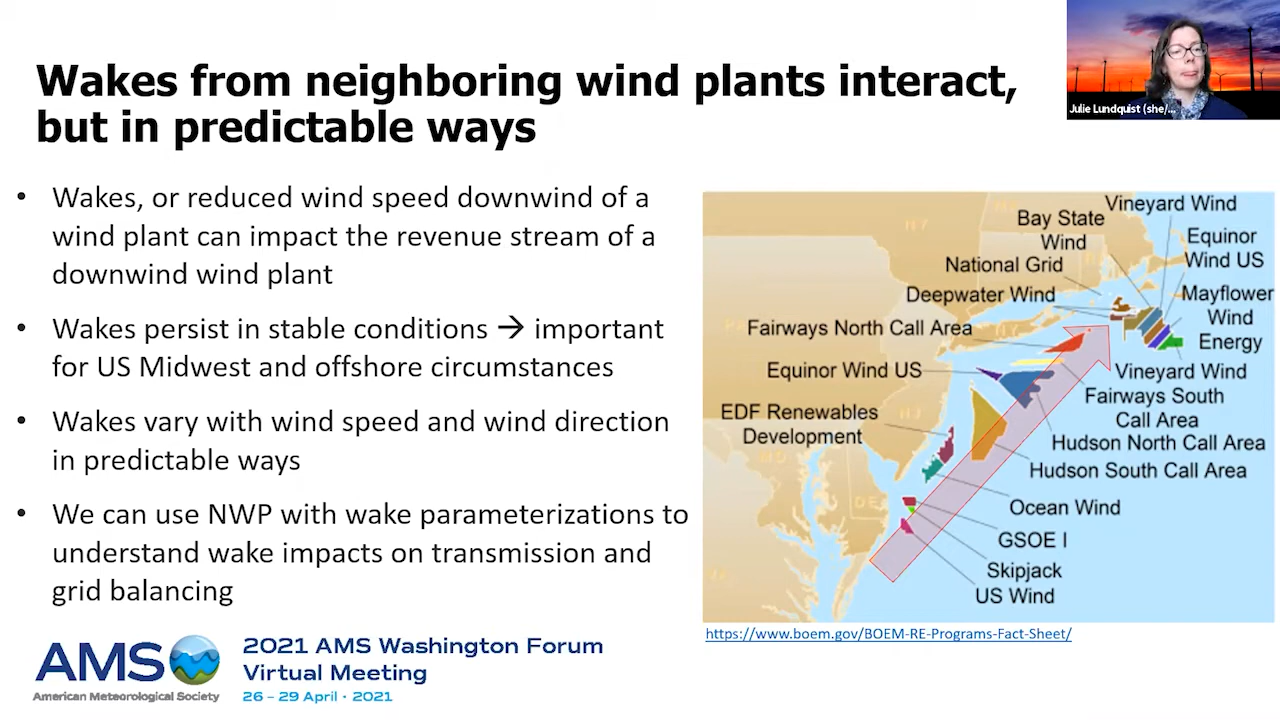 Wakes from neighboring wind plants interact,
but in predictable ways
Julie Lundquist (she/...
• Wakes, or reduced wind speed downwind of a
wind plant can impact the revenue stream of a
downwind wind plant
• Wakes persist in stable conditions → important
for US Midwest and offshore circumstances
• Wakes vary with wind speed and wind direction
in predictable ways
• We can use NWP with wake parameterizations to
understand wake impacts on transmission and
grid balancing
Vineyard Wind
Bay State
Wind
Equinor
Wind US
National Grid
Deepwater Wind
Mayflower
Wind
Energy
Fairways North Call Area
Equinor Wind US
Vineyard Wind
Fairways South
Call Area
EDF Renewables
Development
Hudson North Call Area
Hudson South Call Area
Ocean Wind
GSOE I
Skipjack
US Wind
NY
NJ
MD
DE
https://www.boem.gov/BOEM-RE-Programs-Fact-Sheet/
AMS
American Meteorological Society
2021 AMS Washington Forum
Virtual Meeting
26 – 29 April • 2021